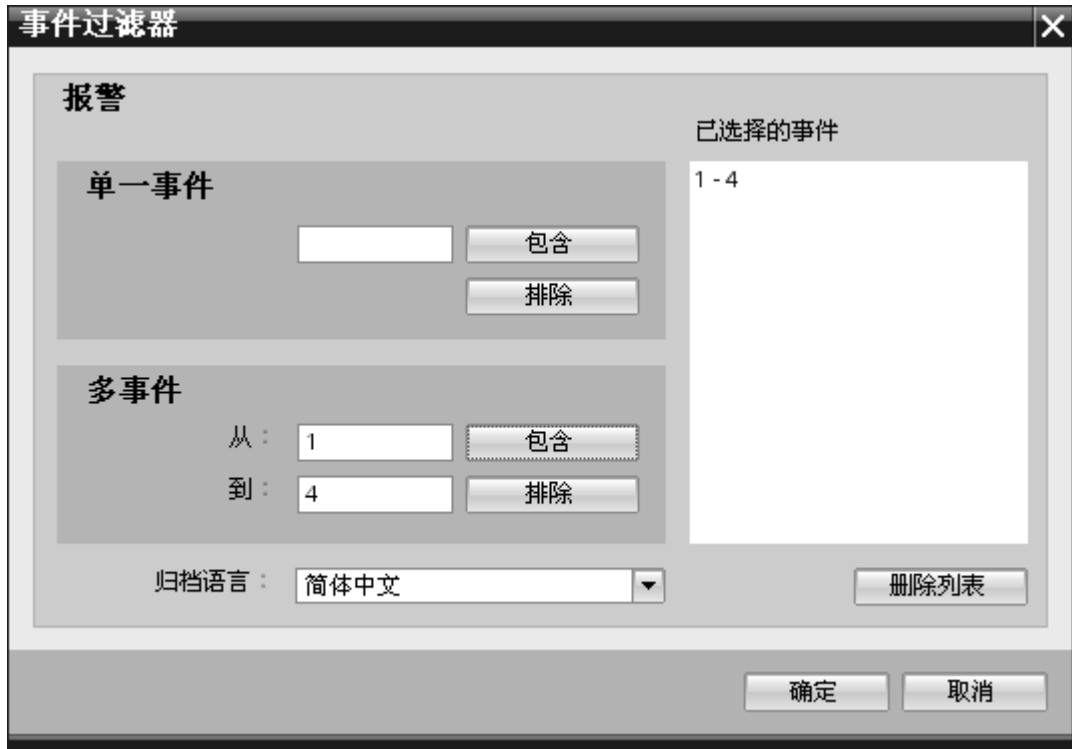 事件过滤器
报警
已选择的事件
单一事件
1 - 4
包含
排除
多事件
从： 1 包含
到： 4 排除
归档语言： 简体中文
删除列表
确定 取消